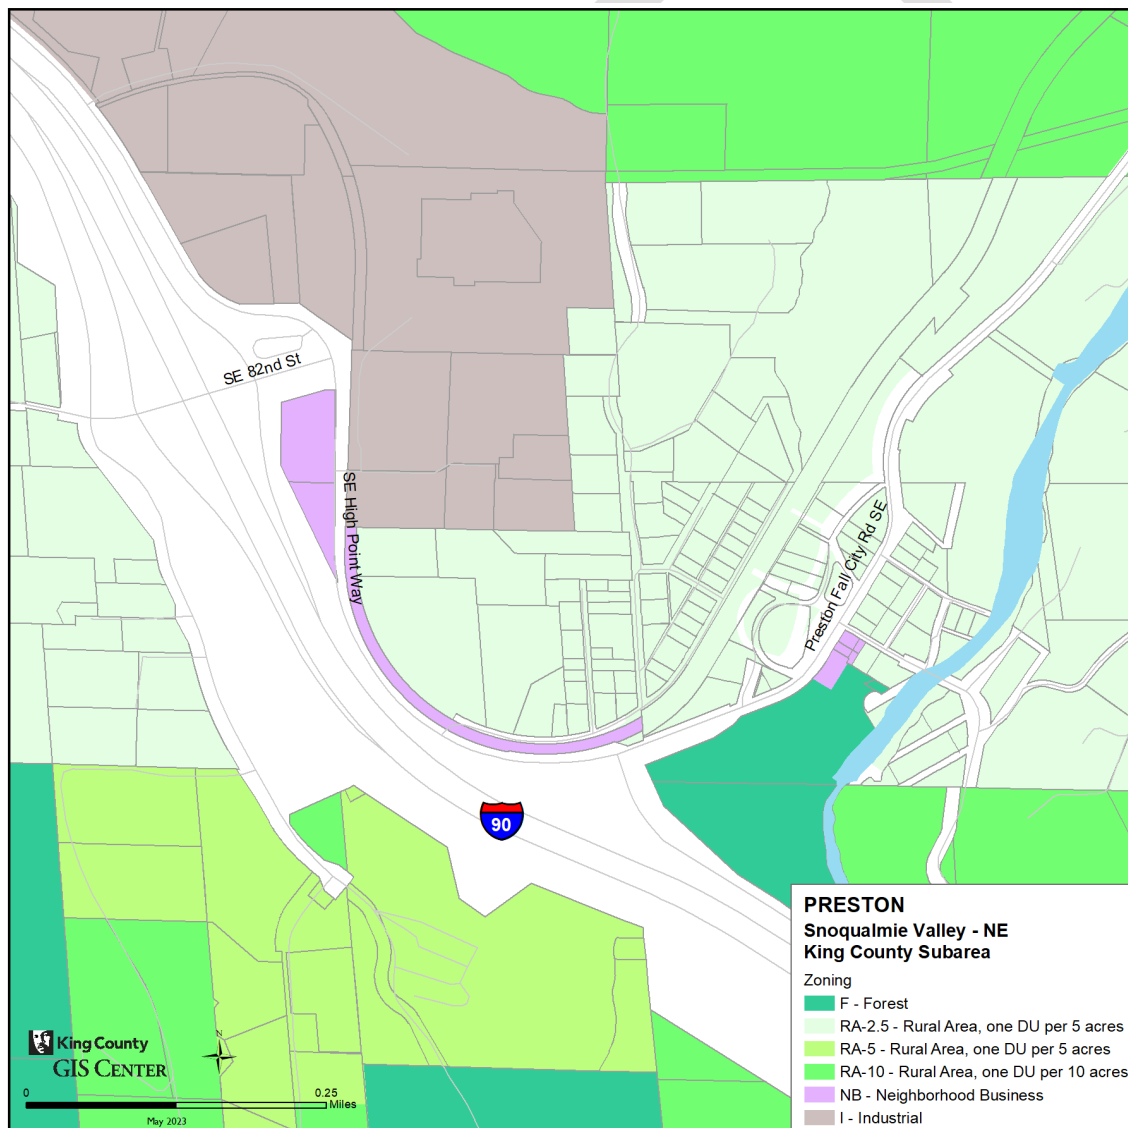 SE 82nd St
SE High Point Way
Preston Fall City Rd SE
90
PRESTON
Snoqualmie Valley - NE
King County Subarea
Zoning
F - Forest
RA-2.5 - Rural Area, one DU per 5 acres
RA-5 - Rural Area, one DU per 5 acres
RA-10 - Rural Area, one DU per 10 acres
NB - Neighborhood Business
I - Industrial
King County
GIS CENTER
N
0 0.25
Miles
May 2023